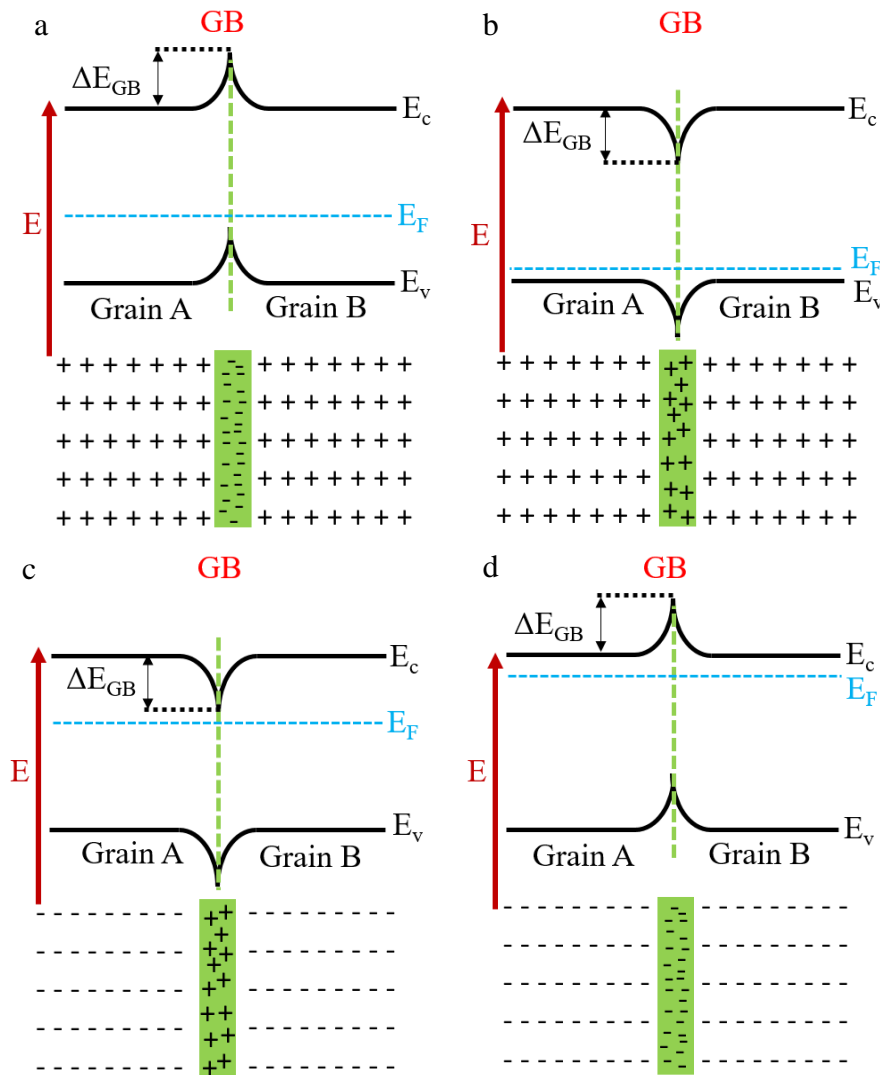 a
GB
ΔE_GB
E_c
E
E_F
E_v
Grain A
Grain B
b
GB
ΔE_GB
E_c
E
E_F
E_v
Grain A
Grain B
c
GB
ΔE_GB
E_c
E_F
E
E_v
Grain A
Grain B
d
GB
ΔE_GB
E_c
E_F
E
E_v
Grain A
Grain B